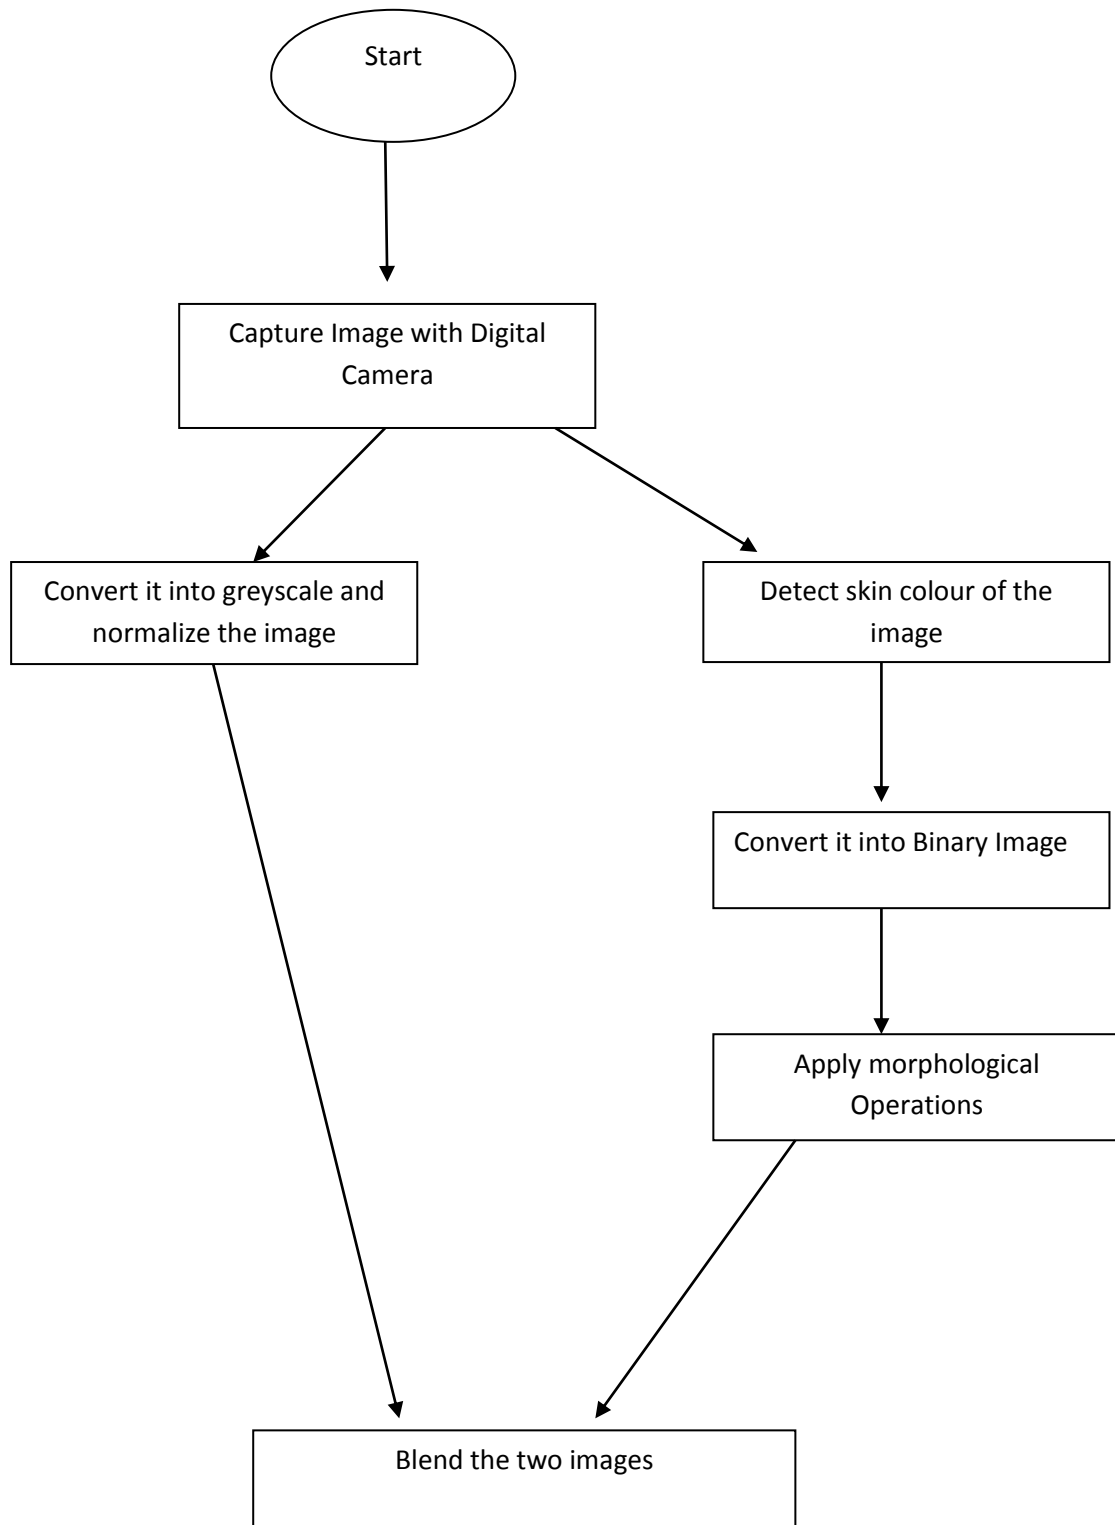 Start
Capture Image with Digital
Camera
Convert it into greyscale and
normalize the image
Detect skin colour of the
image
Convert it into Binary Image
Apply morphological
Operations
Blend the two images